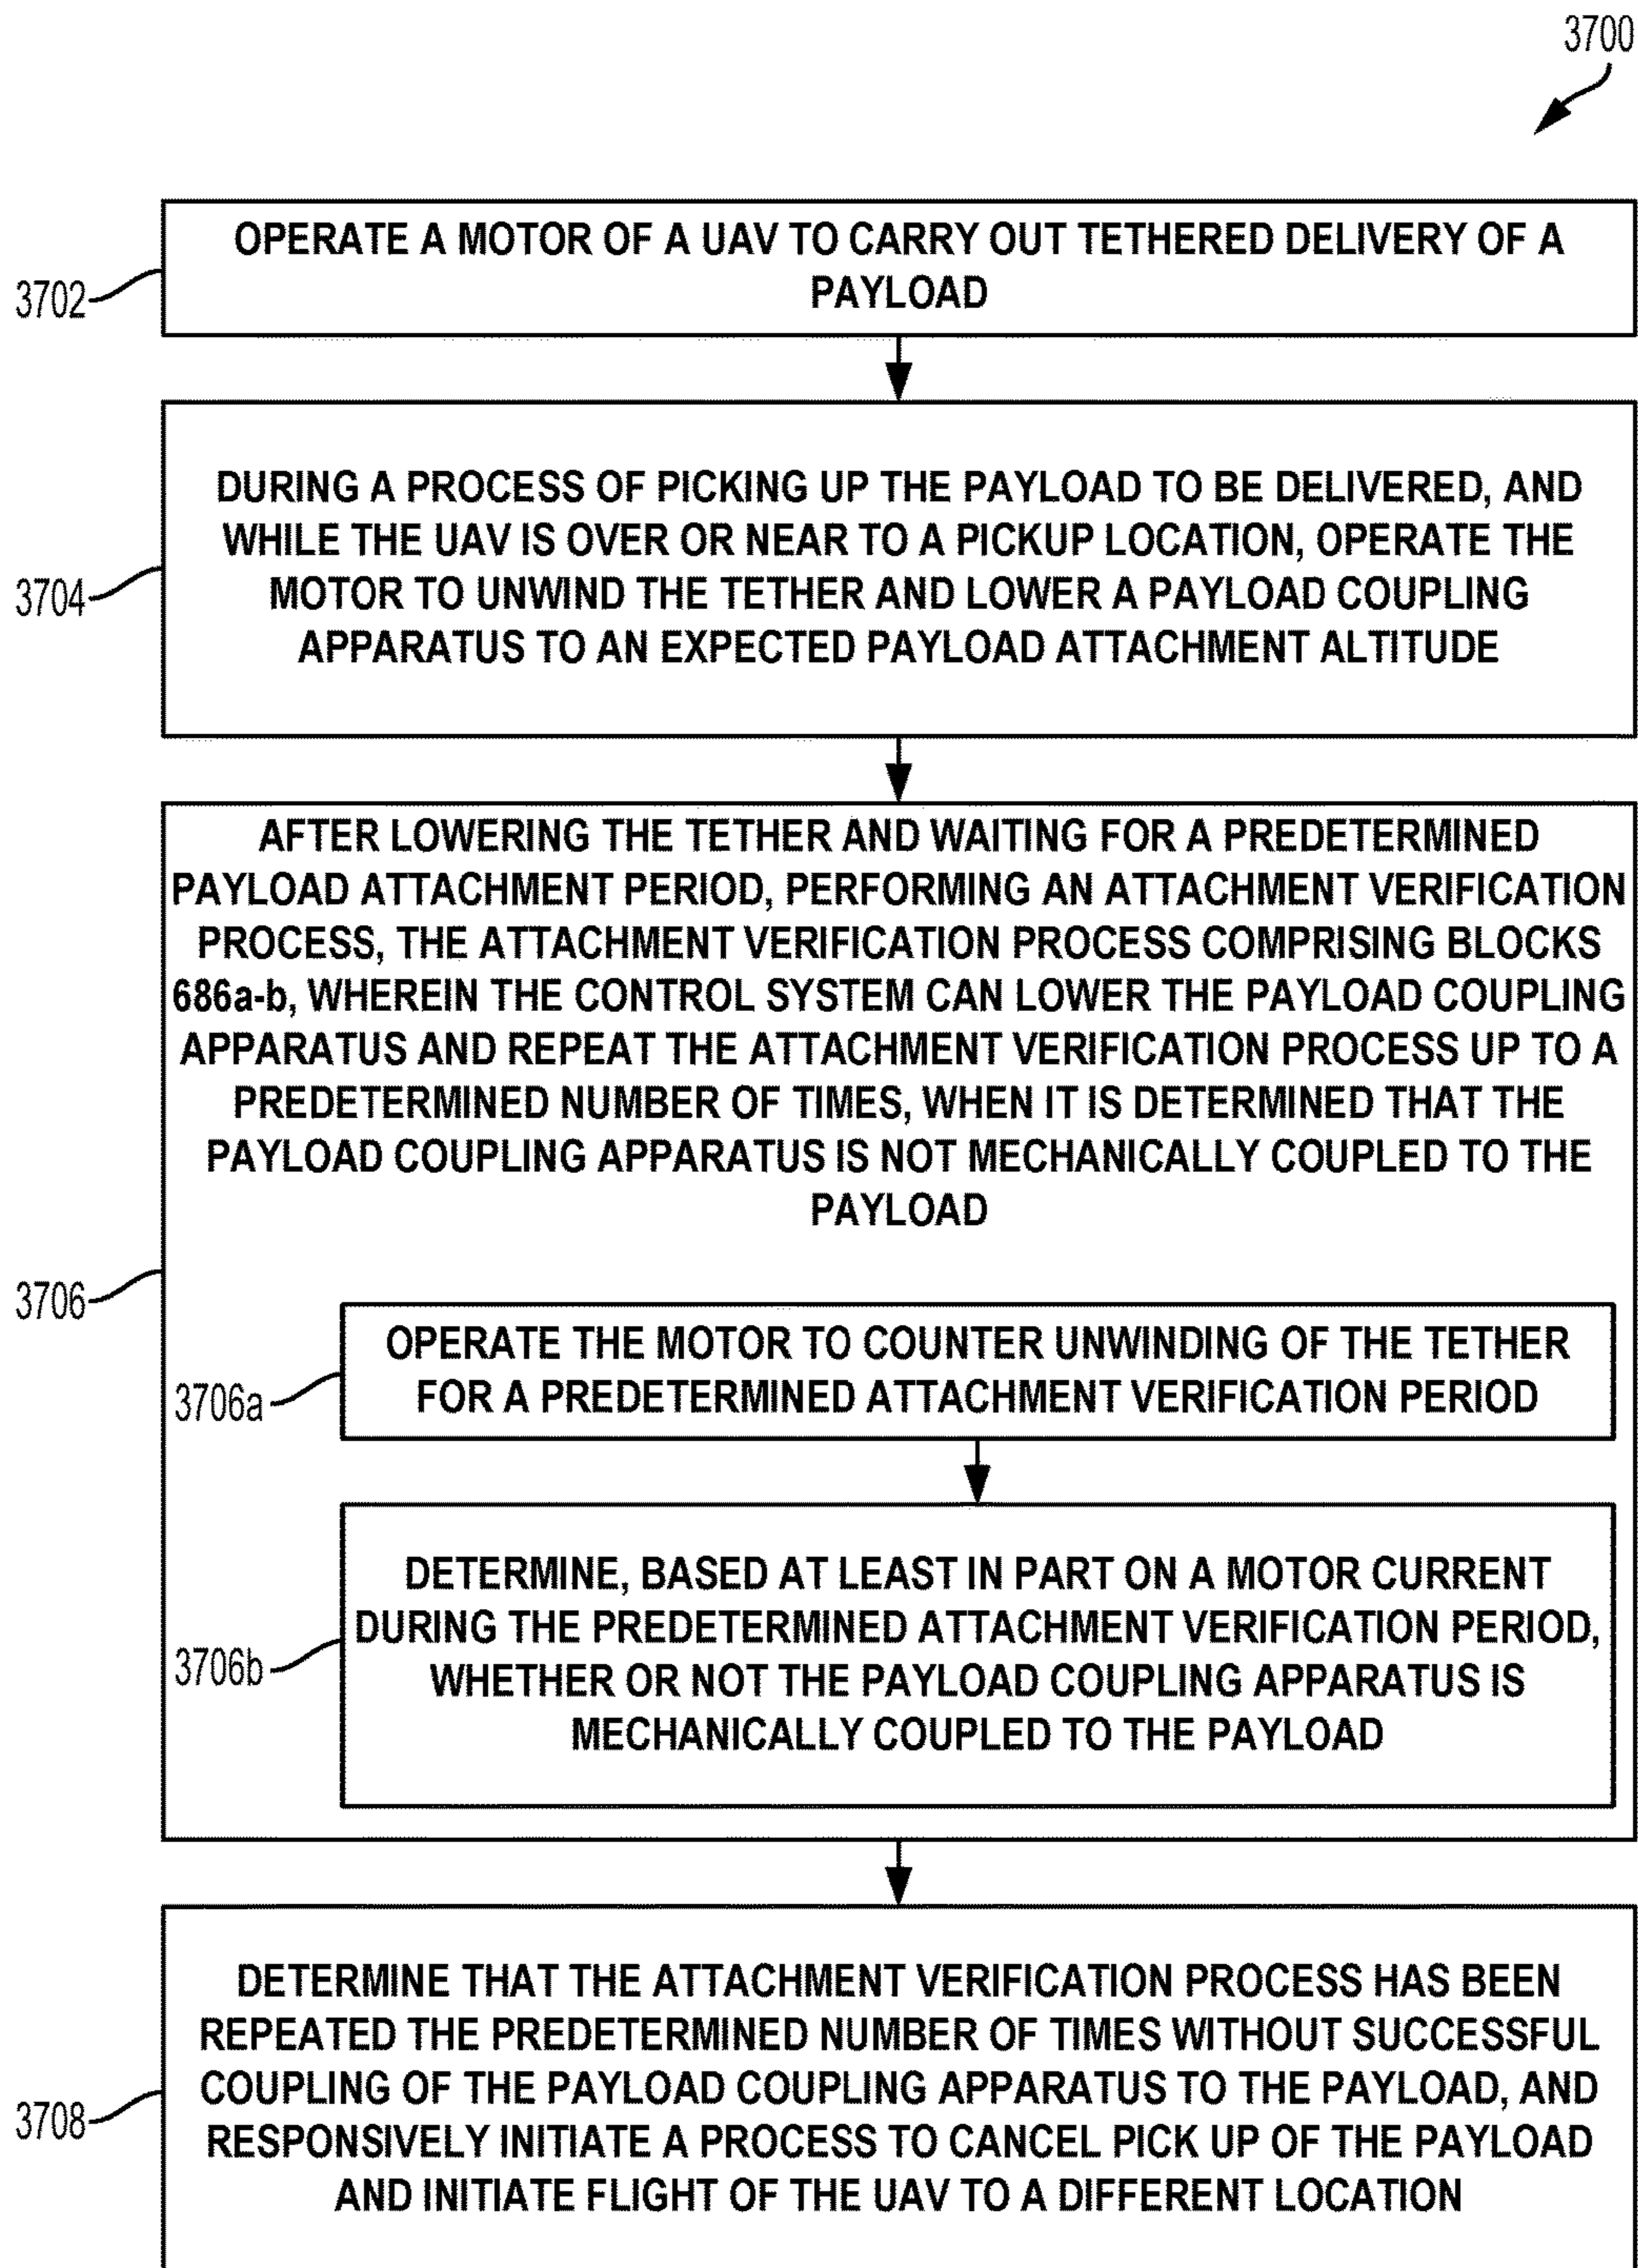 3700
OPERATE A MOTOR OF A UAV TO CARRY OUT TETHERED DELIVERY OF A
PAYLOAD
3702
DURING A PROCESS OF PICKING UP THE PAYLOAD TO BE DELIVERED, AND
WHILE THE UAV IS OVER OR NEAR TO A PICKUP LOCATION, OPERATE THE
MOTOR TO UNWIND THE TETHER AND LOWER A PAYLOAD COUPLING
APPARATUS TO AN EXPECTED PAYLOAD ATTACHMENT ALTITUDE
3704
AFTER LOWERING THE TETHER AND WAITING FOR A PREDETERMINED
PAYLOAD ATTACHMENT PERIOD, PERFORMING AN ATTACHMENT VERIFICATION
PROCESS, THE ATTACHMENT VERIFICATION PROCESS COMPRISING BLOCKS
686a-b, WHEREIN THE CONTROL SYSTEM CAN LOWER THE PAYLOAD COUPLING
APPARATUS AND REPEAT THE ATTACHMENT VERIFICATION PROCESS UP TO A
PREDETERMINED NUMBER OF TIMES, WHEN IT IS DETERMINED THAT THE
PAYLOAD COUPLING APPARATUS IS NOT MECHANICALLY COUPLED TO THE
PAYLOAD
3706
OPERATE THE MOTOR TO COUNTER UNWINDING OF THE TETHER
FOR A PREDETERMINED ATTACHMENT VERIFICATION PERIOD
3706a
DETERMINE, BASED AT LEAST IN PART ON A MOTOR CURRENT
DURING THE PREDETERMINED ATTACHMENT VERIFICATION PERIOD,
WHETHER OR NOT THE PAYLOAD COUPLING APPARATUS IS
MECHANICALLY COUPLED TO THE PAYLOAD
3706b
DETERMINE THAT THE ATTACHMENT VERIFICATION PROCESS HAS BEEN
REPEATED THE PREDETERMINED NUMBER OF TIMES WITHOUT SUCCESSFUL
COUPLING OF THE PAYLOAD COUPLING APPARATUS TO THE PAYLOAD, AND
RESPONSIVELY INITIATE A PROCESS TO CANCEL PICK UP OF THE PAYLOAD
AND INITIATE FLIGHT OF THE UAV TO A DIFFERENT LOCATION
3708